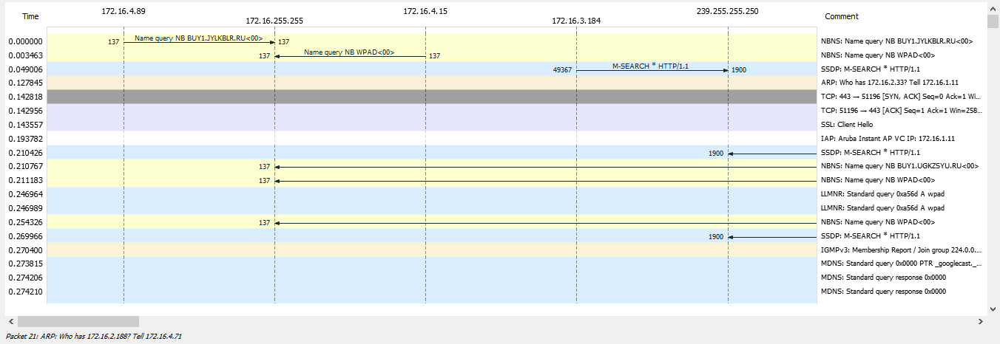 Time 172.16.4.89 172.16.255.255 172.16.4.15 172.16.3.184 239.255.255.250 Comment
0.000000 137 Name query NB BUY1.JYLKBLR.RU<00> 137 NBNS: Name query NB BUY1.JYLKBLR.RU<00>
0.003463 137 Name query NB WPAD<00> 137 NBNS: Name query NB WPAD<00>
0.049006 49367 M-SEARCH * HTTP/1.1 1900 SSDP: M-SEARCH * HTTP/1.1
0.127845 ARP: Who has 172.16.2.33? Tell 172.16.1.11
0.142818 TCP: 443 → 51196 [SYN, ACK] Seq=0 Ack=1 Wi...
0.142956 TCP: 51196 → 443 [ACK] Seq=1 Ack=1 Win=258...
0.143557 SSL: Client Hello
0.193782 IAP: Aruba Instant AP VC IP: 172.16.1.11
0.210426 1900 SSDP: M-SEARCH * HTTP/1.1
0.210767 137 NBNS: Name query NB BUY1.UGKZSYU.RU<00>
0.211183 137 NBNS: Name query NB WPAD<00>
0.246964 LLMNR: Standard query 0xa56d A wpad
0.246989 LLMNR: Standard query 0xa56d A wpad
0.254326 137 NBNS: Name query NB WPAD<00>
0.269966 1900 SSDP: M-SEARCH * HTTP/1.1
0.270400 IGMPv3: Membership Report / Join group 224.0.0....
0.273815 MDNS: Standard query 0x0000 PTR _googlecast._...
0.274206 MDNS: Standard query response 0x0000
0.274210 MDNS: Standard query response 0x0000
Packet 21: ARP: Who has 172.16.2.188? Tell 172.16.4.71